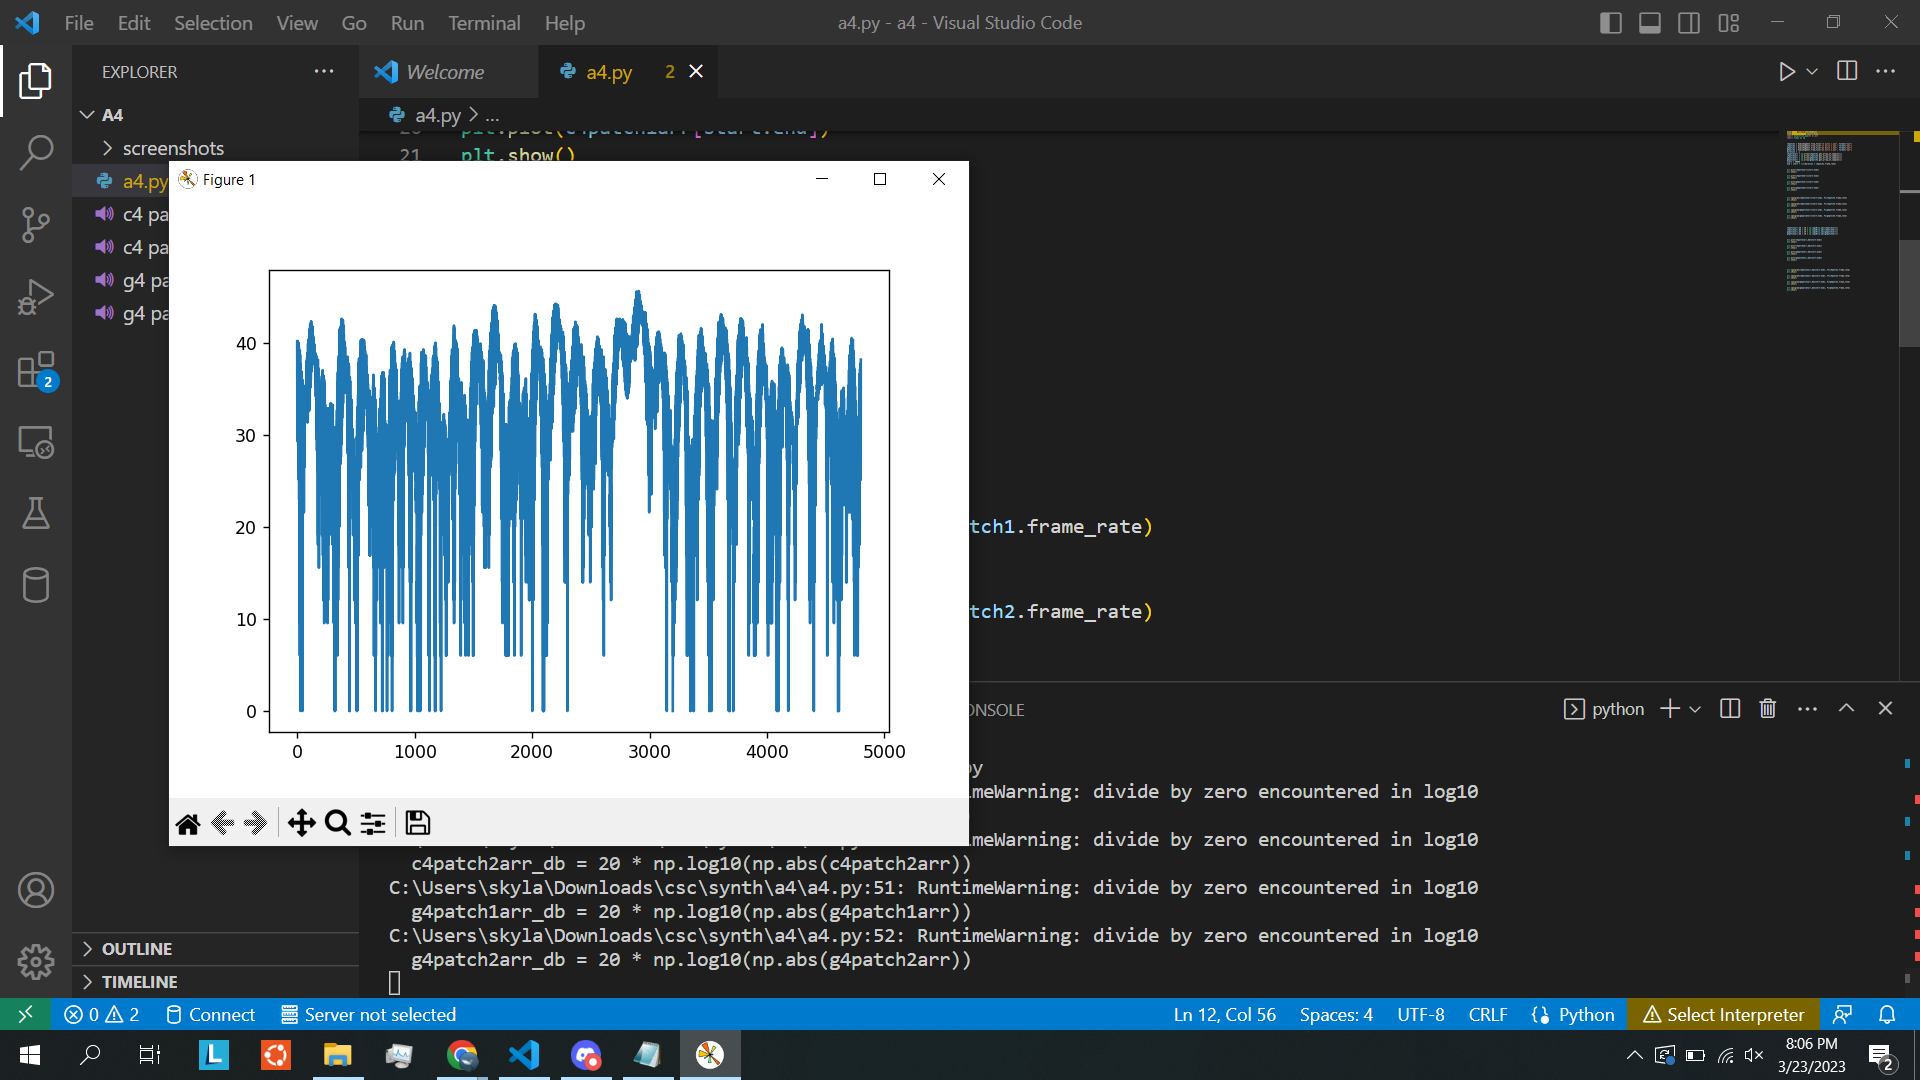 File Edit Selection View Go Run Terminal Help
a4.py - a4 - Visual Studio Code
EXPLORER
Welcome
a4.py 2
A4
a4.py > ...
screenshots
a4.py
c4 pa
c4 pa
g4 pa
g4 pa
21 plt.show()
Figure 1
40
30
20
10
0
0 1000 2000 3000 4000 5000
tch1.frame_rate)
tch2.frame_rate)
ONSOLE
python
py
imeWarning: divide by zero encountered in log10
imeWarning: divide by zero encountered in log10
c4patch2arr_db = 20 * np.log10(np.abs(c4patch2arr))
C:\Users\skyla\Downloads\csc\synth\a4\a4.py:51: RuntimeWarning: divide by zero encountered in log10
g4patch1arr_db = 20 * np.log10(np.abs(g4patch1arr))
C:\Users\skyla\Downloads\csc\synth\a4\a4.py:52: RuntimeWarning: divide by zero encountered in log10
g4patch2arr_db = 20 * np.log10(np.abs(g4patch2arr))
2
OUTLINE
TIMELINE
0 2 Connect Server not selected
Ln 12, Col 56 Spaces: 4 UTF-8 CRLF Python Select Interpreter
L
8:06 PM
3/23/2023
2